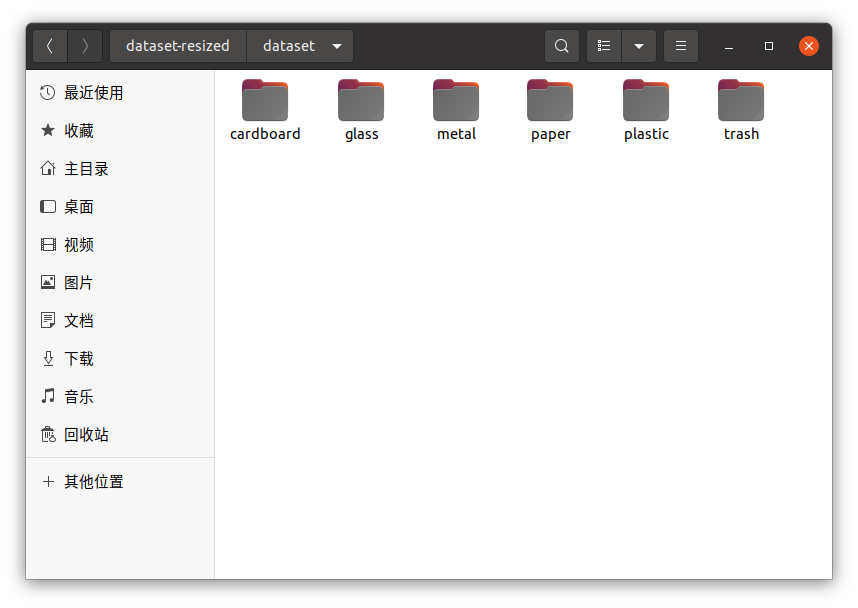 dataset-resized dataset
最近使用
收藏
主目录
桌面
视频
图片
文档
下载
音乐
回收站
其他位置
cardboard glass metal paper plastic trash